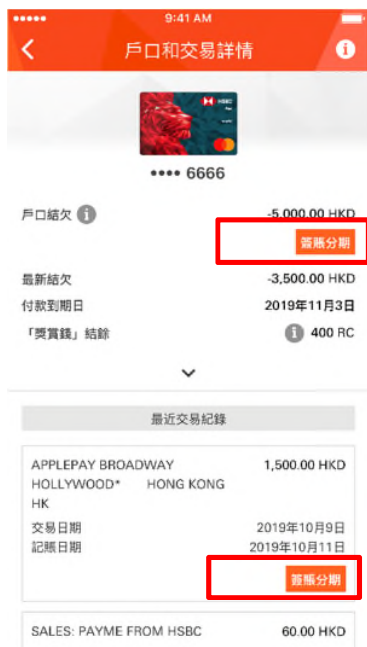 9:41 AM
戶口和交易詳情
HSBC
•••• 6666
戶口結欠 -5,000.00 HKD
簽賬分期
最新結欠 -3,500.00 HKD
付款到期日 2019年11月3日
「獎賞錢」結餘 400 RC
最近交易紀錄
APPLEPAY BROADWAY 1,500.00 HKD
HOLLYWOOD* HONG KONG
HK
交易日期 2019年10月9日
記賬日期 2019年10月11日
簽賬分期
SALES: PAYME FROM HSBC 60.00 HKD